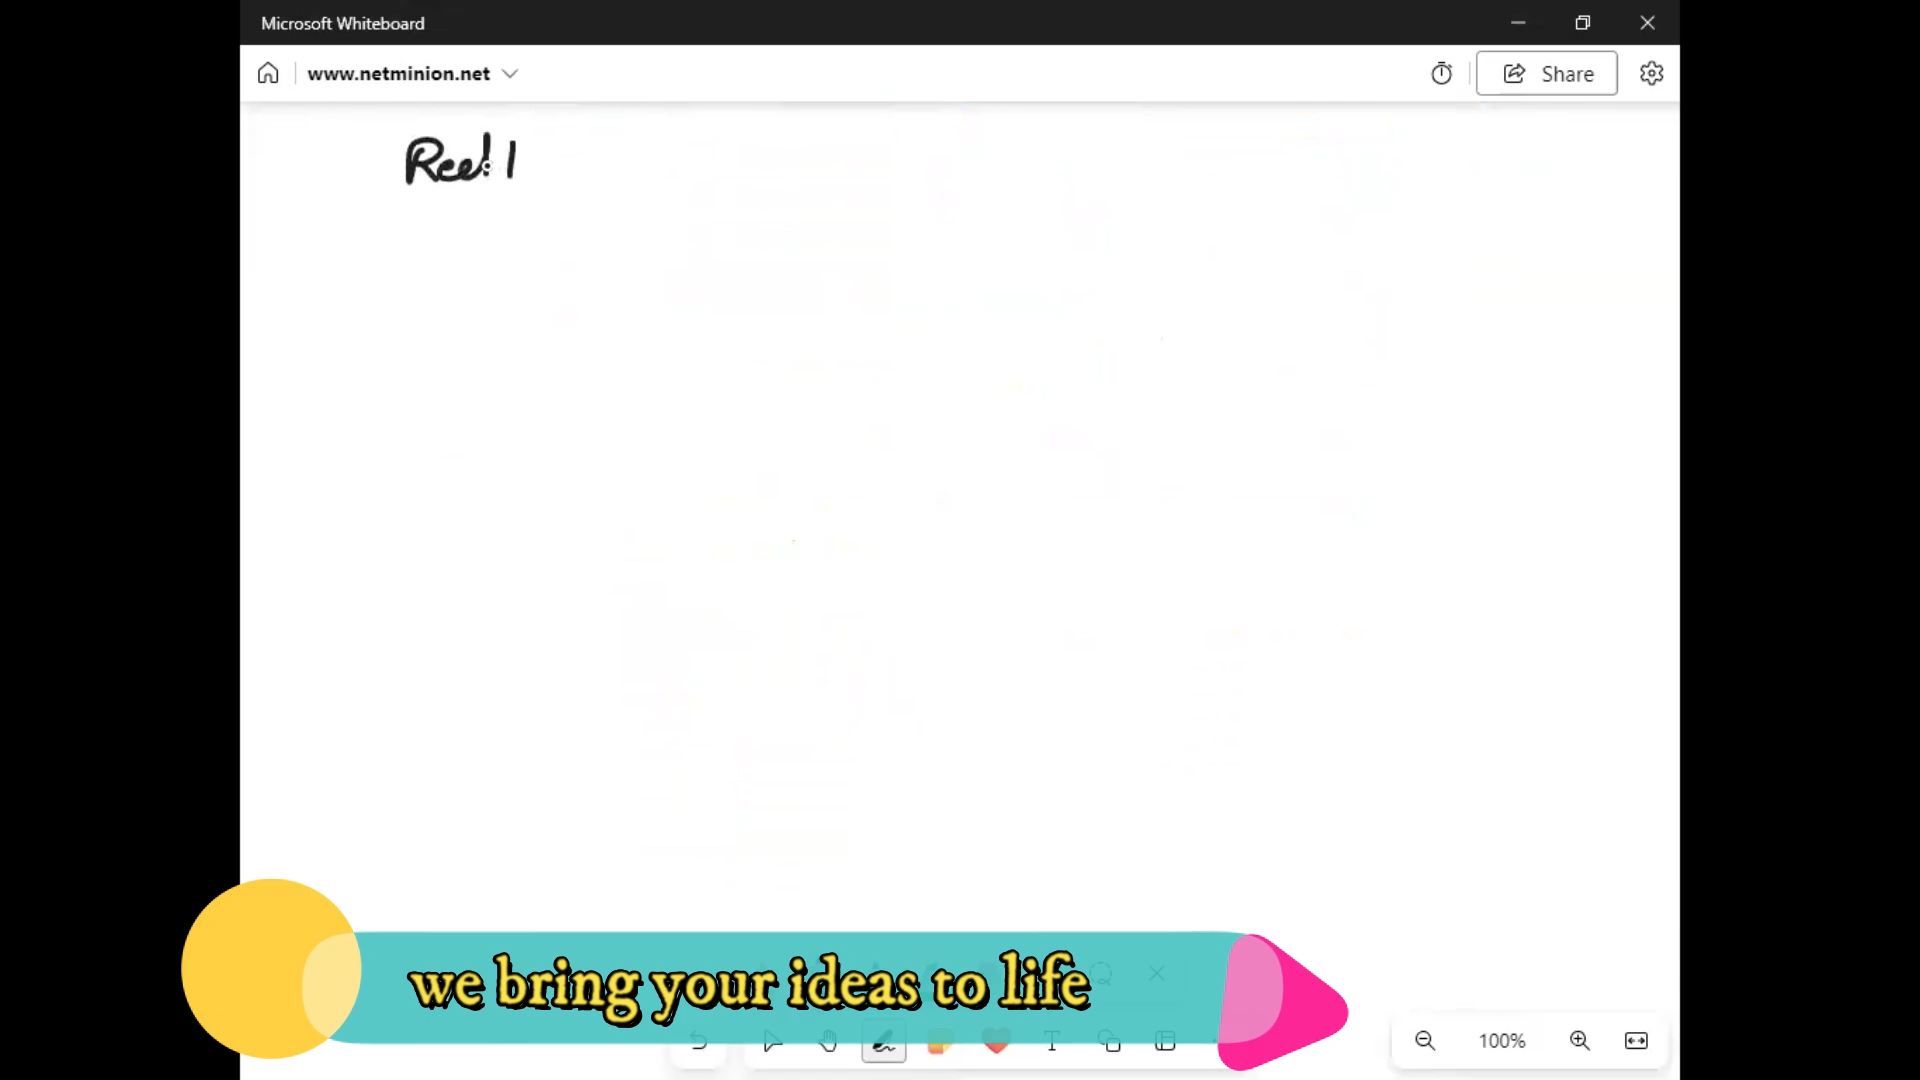 Microsoft Whiteboard
www.netminion.net
Share
Reel 1
we bring your ideas to life
100%